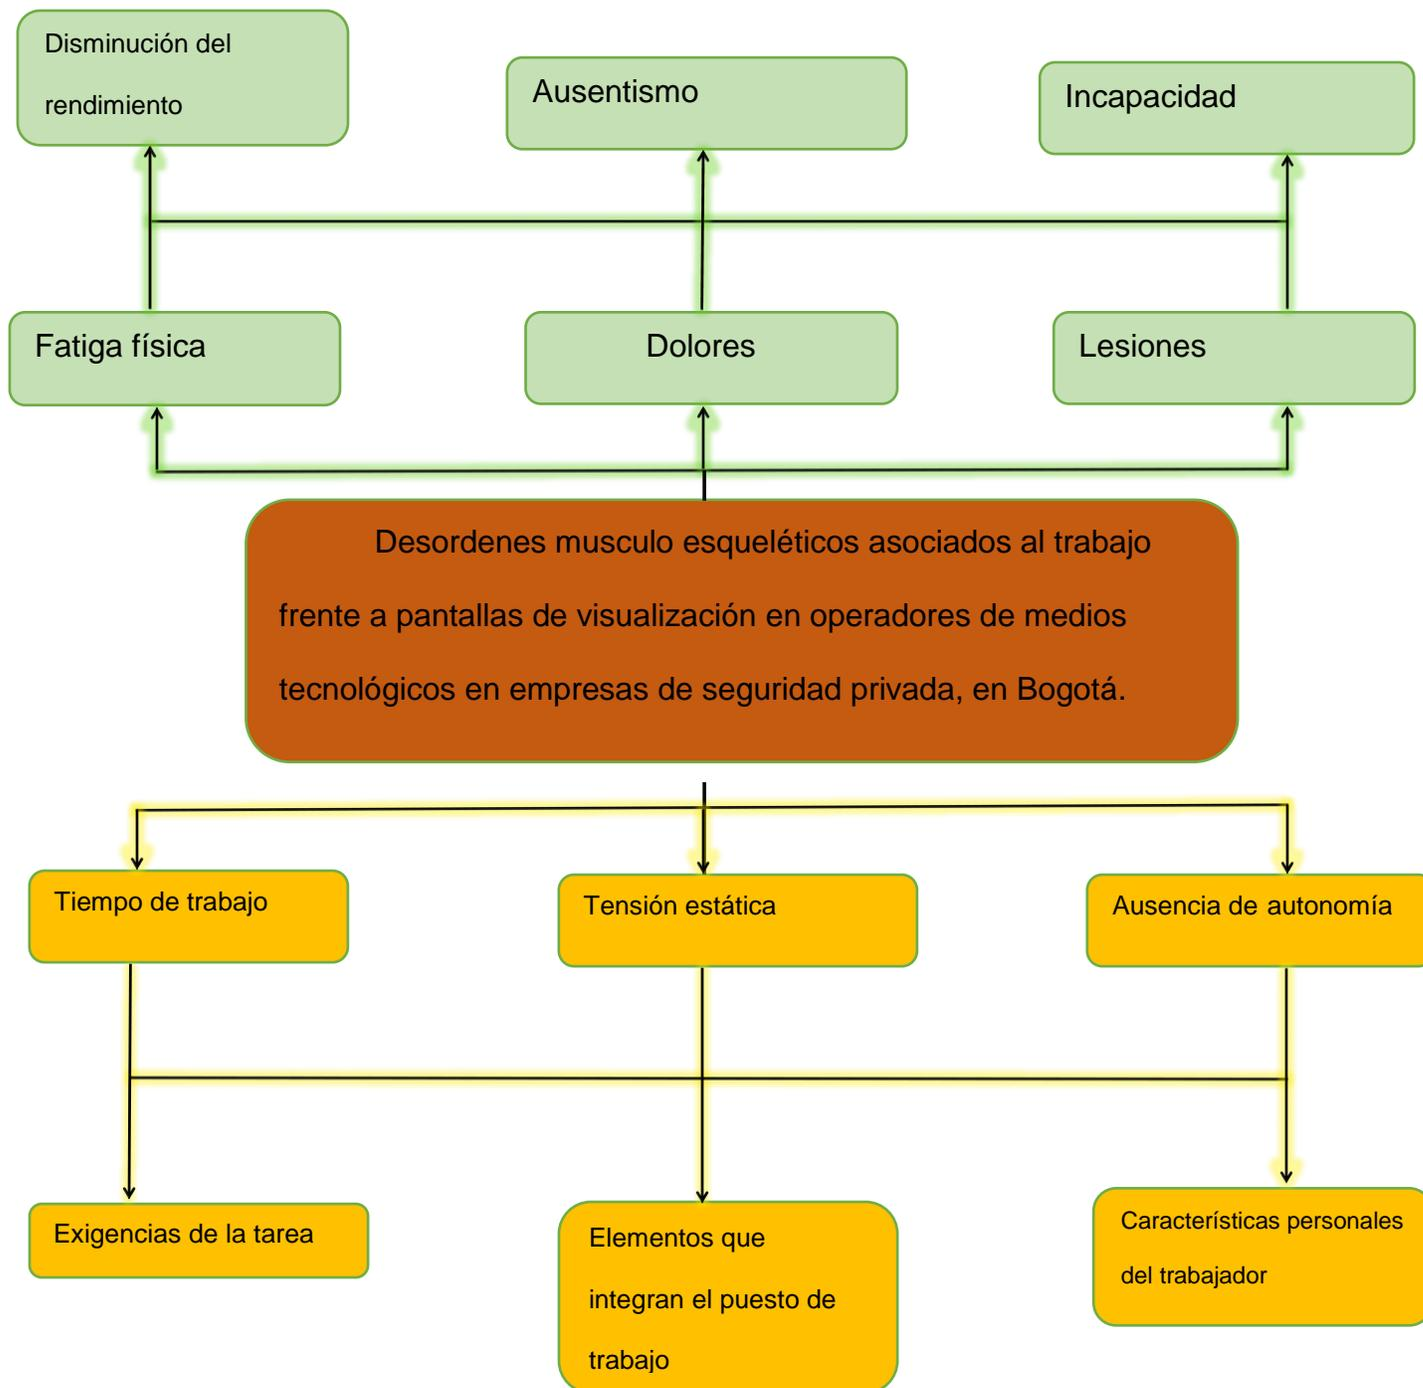 Disminución del
rendimiento
Ausentismo
Incapacidad
Fatiga física
Dolores
Lesiones
Desordenes musculo esqueléticos asociados al trabajo
frente a pantallas de visualización en operadores de medios
tecnológicos en empresas de seguridad privada, en Bogotá.
Tiempo de trabajo
Tensión estática
Ausencia de autonomía
Exigencias de la tarea
Elementos que
integran el puesto de
trabajo
Características personales
del trabajador